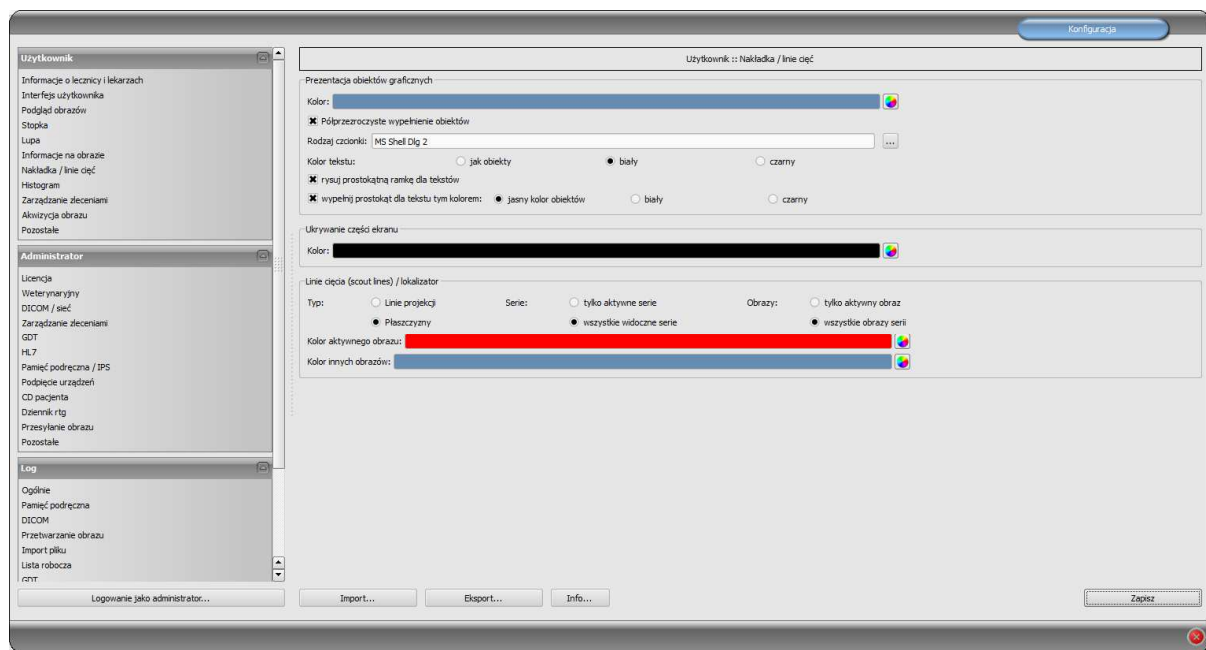 Konfiguracja
Użytkownik
Informacje o lecznicy i lekarzach
Interfejs użytkownika
Podgląd obrazów
Stopka
Lupa
Informacje na obrazie
Nakładka / linie cięć
Histogram
Zarządzanie zleceniami
Akwizycja obrazu
Pozostałe
Administrator
Licencja
Weterynaryjny
DICOM / sieć
Zarządzanie zleceniami
GDT
HL7
Pamięć podręczna / IPS
Podpięcie urządzeń
CD pacjenta
Dziennik rtg
Przesyłanie obrazu
Pozostałe
Log
Ogólnie
Pamięć podręczna
DICOM
Przetwarzanie obrazu
Import pliku
Lista robocza
GDT
Logowanie jako administrator...
Użytkownik :: Nakładka / linie cięć
Prezentacja obiektów graficznych
Kolor:
Półprzezroczyste wypełnienie obiektów
Rodzaj czcionki: MS Shell Dlg 2 ...
Kolor tekstu: jak obiekty biały czarny
rysuj prostokątną ramkę dla tekstów
wypełnij prostokąt dla tekstu tym kolorem: jasny kolor obiektów biały czarny
Ukrywanie części ekranu
Kolor:
Linie cięcia (scout lines) / lokalizator
Typ: Linie projekcji Serie: tylko aktywne serie Obrazy: tylko aktywny obraz
Płaszczyzny wszystkie widoczne serie wszystkie obrazy serii
Kolor aktywnego obrazu:
Kolor innych obrazów:
Import... Eksport... Info... Zapisz